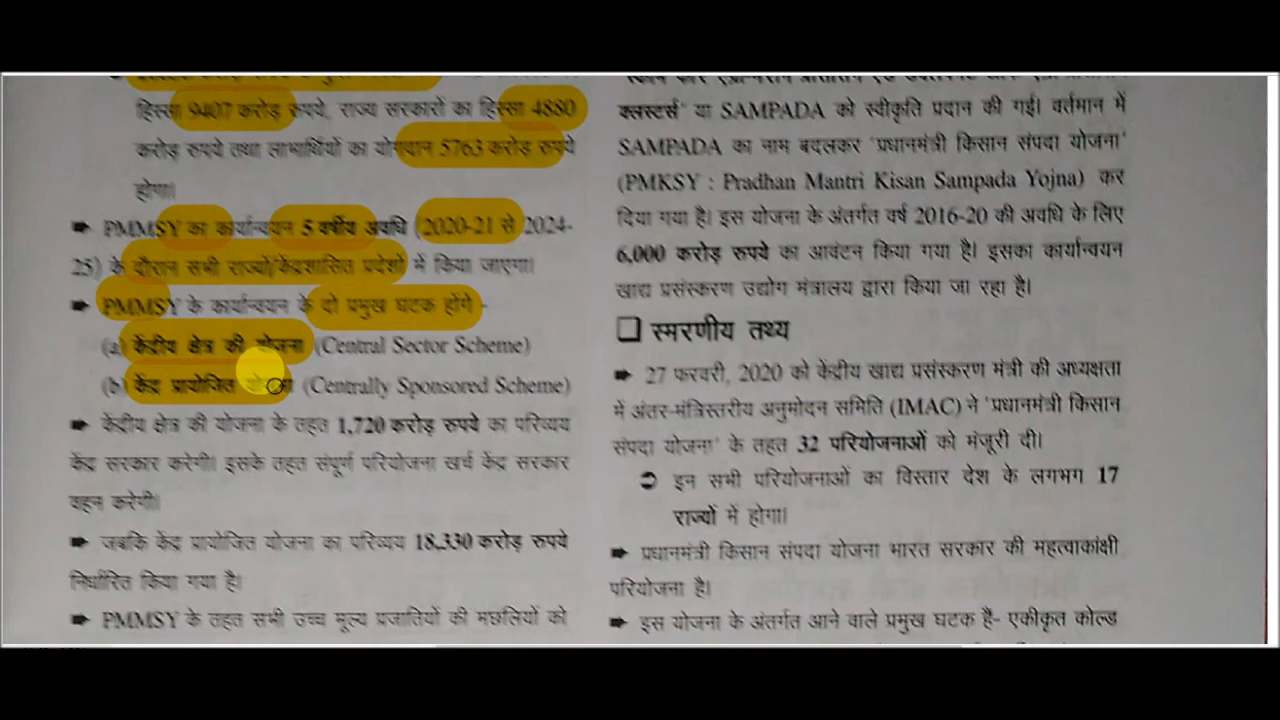 हिस्सा 9407 करोड़ रुपये, राज्य सरकारों का हिस्सा 4880
करोड़ रुपये तथा लाभार्थियों का योगदान 5763 करोड़ रुपये
होगा।
➨ PMMSY का कार्यान्वयन 5 वर्षीय अवधि (2020-21 से 2024-
25) के दौरान सभी राज्यों/केंद्रशासित प्रदेशों में किया जाएगा।
➨ PMMSY के कार्यान्वयन के दो प्रमुख घटक होंगे -
(a) केंद्रीय क्षेत्र की योजना (Central Sector Scheme)
(b) केंद्र प्रायोजित योजना (Centrally Sponsored Scheme)
➨ केंद्रीय क्षेत्र की योजना के तहत 1,720 करोड़ रुपये का परिव्यय
केंद्र सरकार करेगी। इसके तहत संपूर्ण परियोजना खर्च केंद्र सरकार
वहन करेगी।
➨ जबकि केंद्र प्रायोजित योजना का परिव्यय 18,330 करोड़ रुपये
निर्धारित किया गया है।
➨ PMMSY के तहत सभी उच्च मूल्य प्रजातियों की मछलियों को
क्लस्टर्स' या SAMPADA को स्वीकृति प्रदान की गई। वर्तमान में
SAMPADA का नाम बदलकर 'प्रधानमंत्री किसान संपदा योजना'
(PMKSY : Pradhan Mantri Kisan Sampada Yojna) कर
दिया गया है। इस योजना के अंतर्गत वर्ष 2016-20 की अवधि के लिए
6,000 करोड़ रुपये का आवंटन किया गया है। इसका कार्यान्वयन
खाद्य प्रसंस्करण उद्योग मंत्रालय द्वारा किया जा रहा है।
❑ स्मरणीय तथ्य
➨ 27 फरवरी, 2020 को केंद्रीय खाद्य प्रसंस्करण मंत्री की अध्यक्षता
में अंतर-मंत्रिस्तरीय अनुमोदन समिति (IMAC) ने 'प्रधानमंत्री किसान
संपदा योजना' के तहत 32 परियोजनाओं को मंजूरी दी।
➲ इन सभी परियोजनाओं का विस्तार देश के लगभग 17
राज्यों में होगा।
➨ प्रधानमंत्री किसान संपदा योजना भारत सरकार की महत्वाकांक्षी
परियोजना है।
➨ इस योजना के अंतर्गत आने वाले प्रमुख घटक हैं- एकीकृत कोल्ड